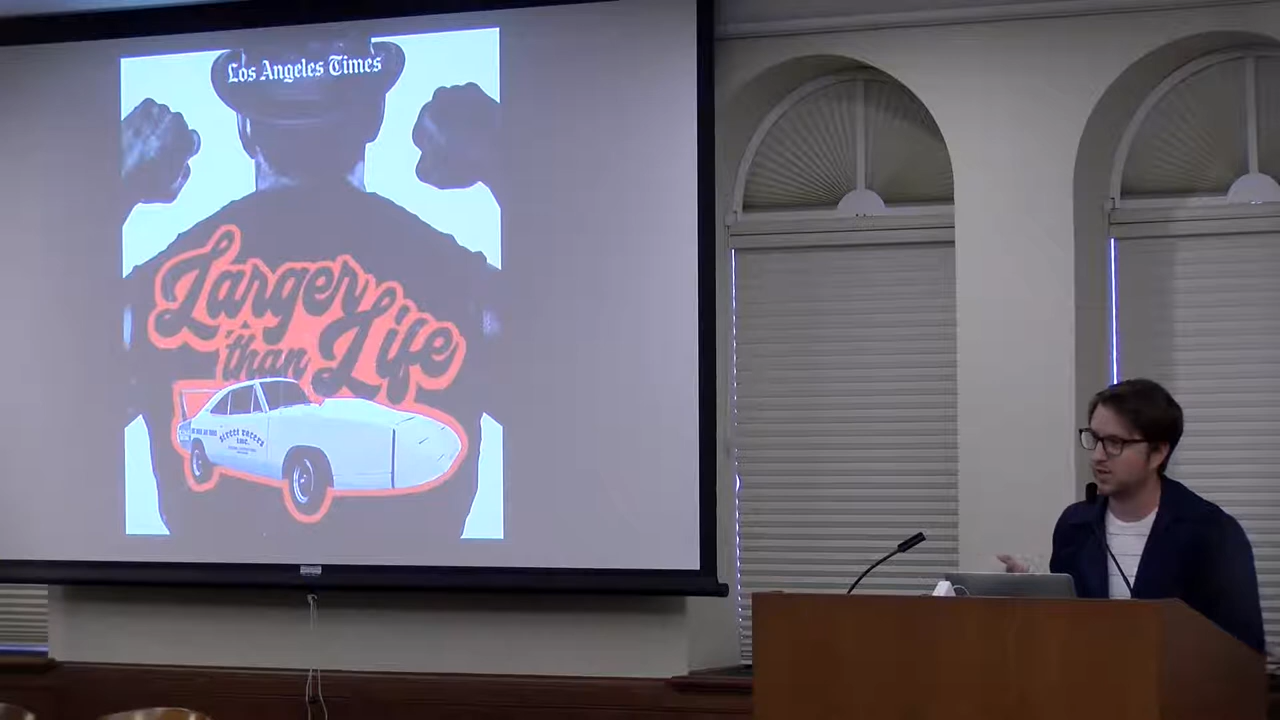 Los Angeles Times
Larger
than Life
Street Racers
Inc.